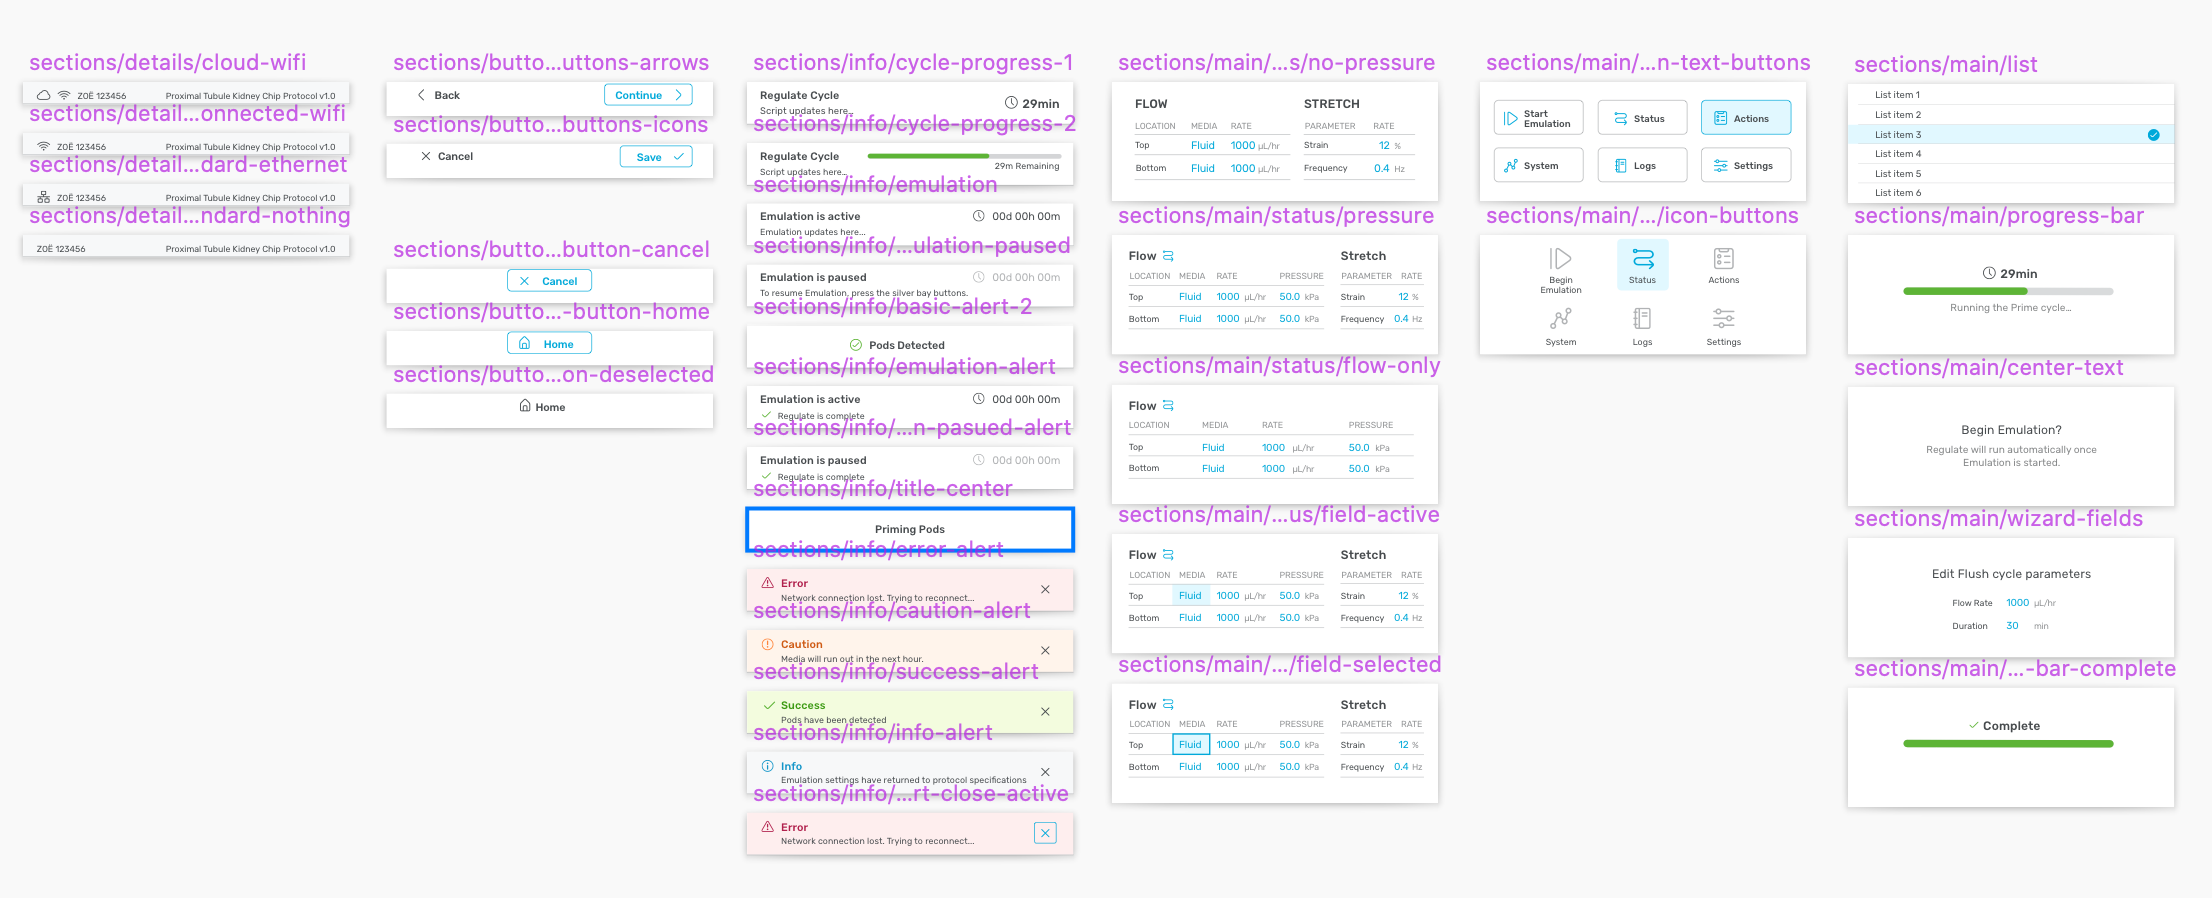 sections/details/cloud-wifi
ZOË 123456 Proximal Tubule Kidney Chip Protocol v1.0
sections/detail...onnected-wifi
ZOË 123456 Proximal Tubule Kidney Chip Protocol v1.0
sections/detail...dard-ethernet
ZOË 123456 Proximal Tubule Kidney Chip Protocol v1.0
sections/detail...ndard-nothing
ZOË 123456 Proximal Tubule Kidney Chip Protocol v1.0
sections/butto...uttons-arrows
Back Continue
sections/butto...buttons-icons
Cancel Save
sections/butto...button-cancel
Cancel
sections/butto...-button-home
Home
sections/butto...on-deselected
Home
sections/info/cycle-progress-1
Regulate Cycle 29min
Script updates here...
sections/info/cycle-progress-2
Regulate Cycle
Script updates here... 29m Remaining
sections/info/emulation
Emulation is active 00d 00h 00m
Emulation updates here...
sections/info/...ulation-paused
Emulation is paused 00d 00h 00m
To resume Emulation, press the silver bay buttons.
sections/info/basic-alert-2
Pods Detected
sections/info/emulation-alert
Emulation is active 00d 00h 00m
Regulate is complete
sections/info/...n-pasued-alert
Emulation is paused 00d 00h 00m
Regulate is complete
sections/info/title-center
Priming Pods
sections/info/error-alert
Error
Network connection lost. Trying to reconnect...
sections/info/caution-alert
Caution
Media will run out in the next hour.
sections/info/success-alert
Success
Pods have been detected
sections/info/info-alert
Info
Emulation settings have returned to protocol specifications
sections/info/...rt-close-active
Error
Network connection lost. Trying to reconnect...
sections/main/...s/no-pressure
FLOW STRETCH
LOCATION MEDIA RATE PARAMETER RATE
Top Fluid 1000 µL/hr Strain 12 %
Bottom Fluid 1000 µL/hr Frequency 0.4 Hz
sections/main/status/pressure
Flow Stretch
LOCATION MEDIA RATE PRESSURE PARAMETER RATE
Top Fluid 1000 µL/hr 50.0 kPa Strain 12 %
Bottom Fluid 1000 µL/hr 50.0 kPa Frequency 0.4 Hz
sections/main/status/flow-only
Flow
LOCATION MEDIA RATE PRESSURE
Top Fluid 1000 µL/hr 50.0 kPa
Bottom Fluid 1000 µL/hr 50.0 kPa
sections/main/...us/field-active
Flow Stretch
LOCATION MEDIA RATE PRESSURE PARAMETER RATE
Top Fluid 1000 µL/hr 50.0 kPa Strain 12 %
Bottom Fluid 1000 µL/hr 50.0 kPa Frequency 0.4 Hz
sections/main/.../field-selected
Flow Stretch
LOCATION MEDIA RATE PRESSURE PARAMETER RATE
Top Fluid 1000 µL/hr 50.0 kPa Strain 12 %
Bottom Fluid 1000 µL/hr 50.0 kPa Frequency 0.4 Hz
sections/main/...n-text-buttons
Start
Emulation
Status
Actions
System
Logs
Settings
sections/main/.../icon-buttons
Begin
Emulation
Status
Actions
System
Logs
Settings
sections/main/list
List item 1
List item 2
List item 3
List item 4
List item 5
List item 6
sections/main/progress-bar
29min
Running the Prime cycle...
sections/main/center-text
Begin Emulation?
Regulate will run automatically once
Emulation is started.
sections/main/wizard-fields
Edit Flush cycle parameters
Flow Rate 1000 µL/hr
Duration 30 min
sections/main/...-bar-complete
Complete